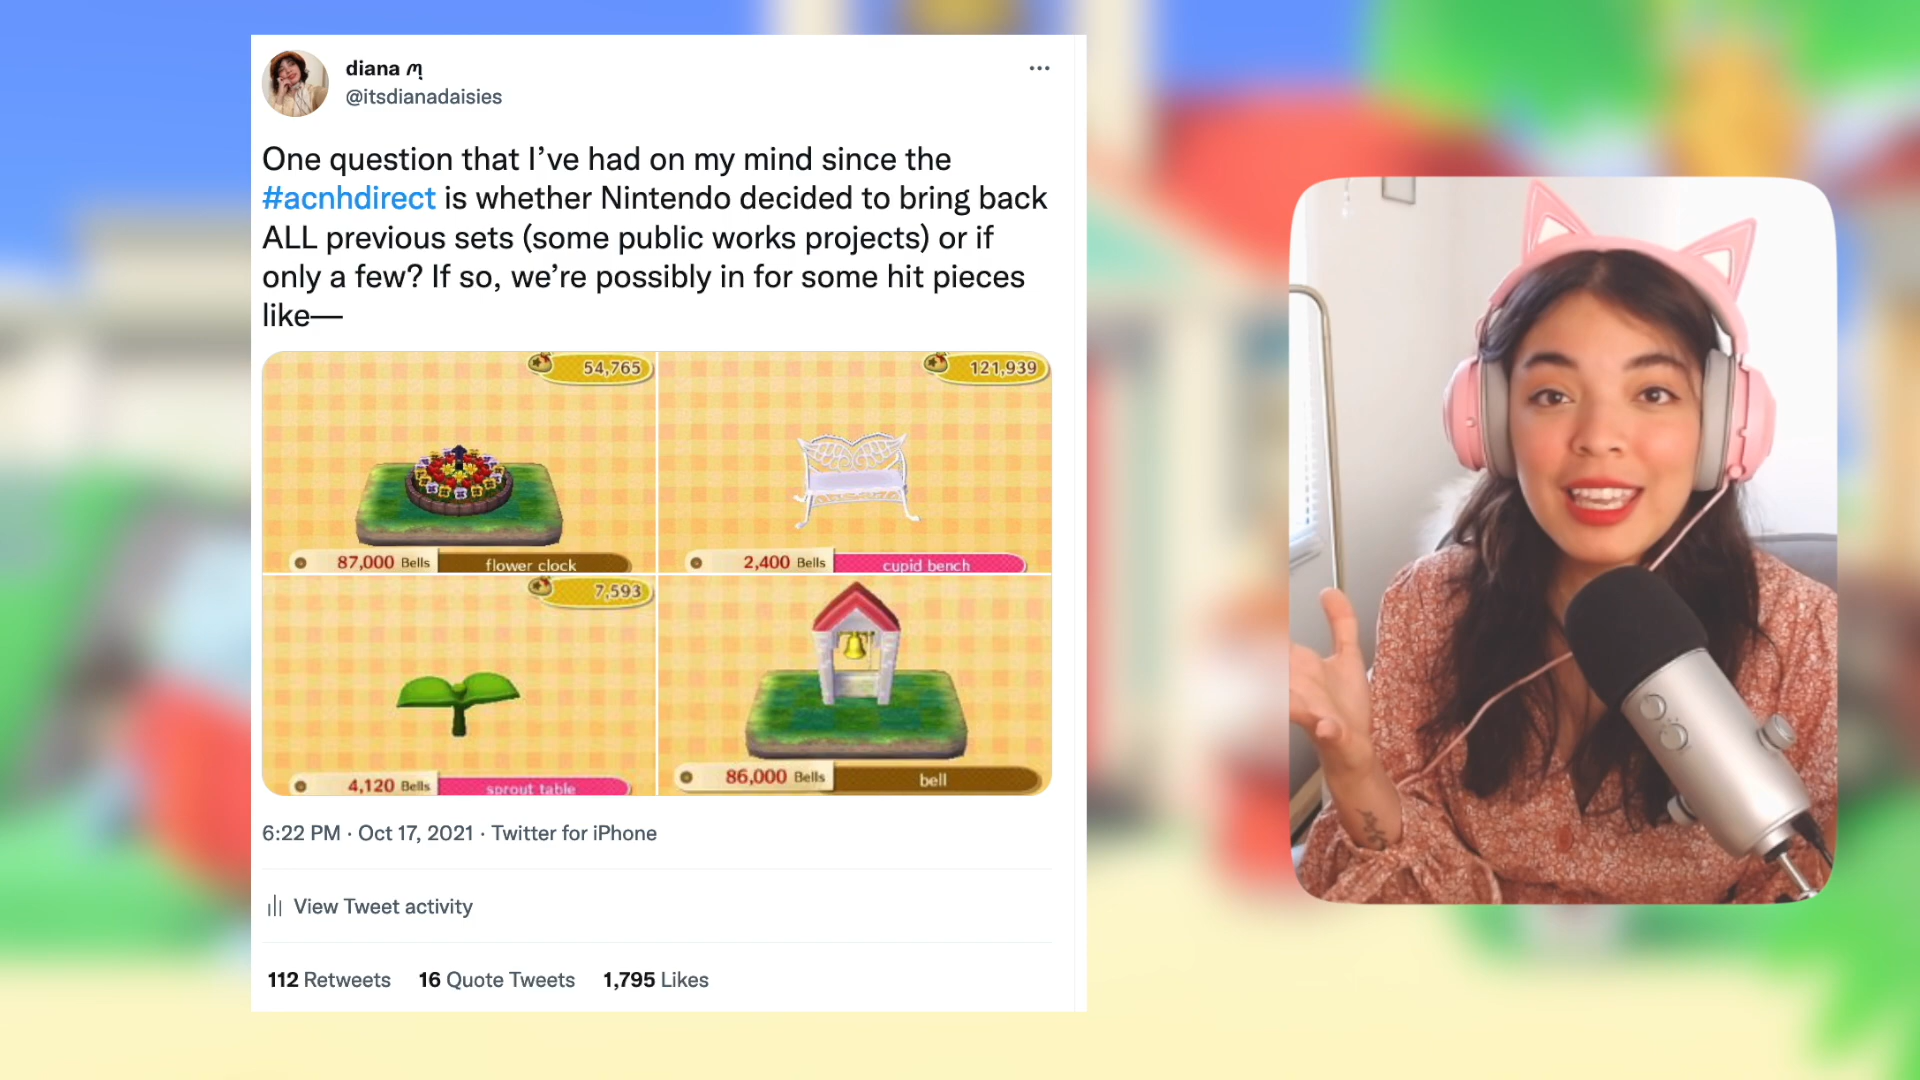 diana ๗
@itsdianadaisies
One question that I’ve had on my mind since the
#acnhdirect is whether Nintendo decided to bring back
ALL previous sets (some public works projects) or if
only a few? If so, we’re possibly in for some hit pieces
like—
54,765
87,000 Bells flower clock
121,939
2,400 Bells cupid bench
7,593
4,120 Bells sprout table
86,000 Bells bell
6:22 PM · Oct 17, 2021 · Twitter for iPhone
View Tweet activity
112 Retweets 16 Quote Tweets 1,795 Likes